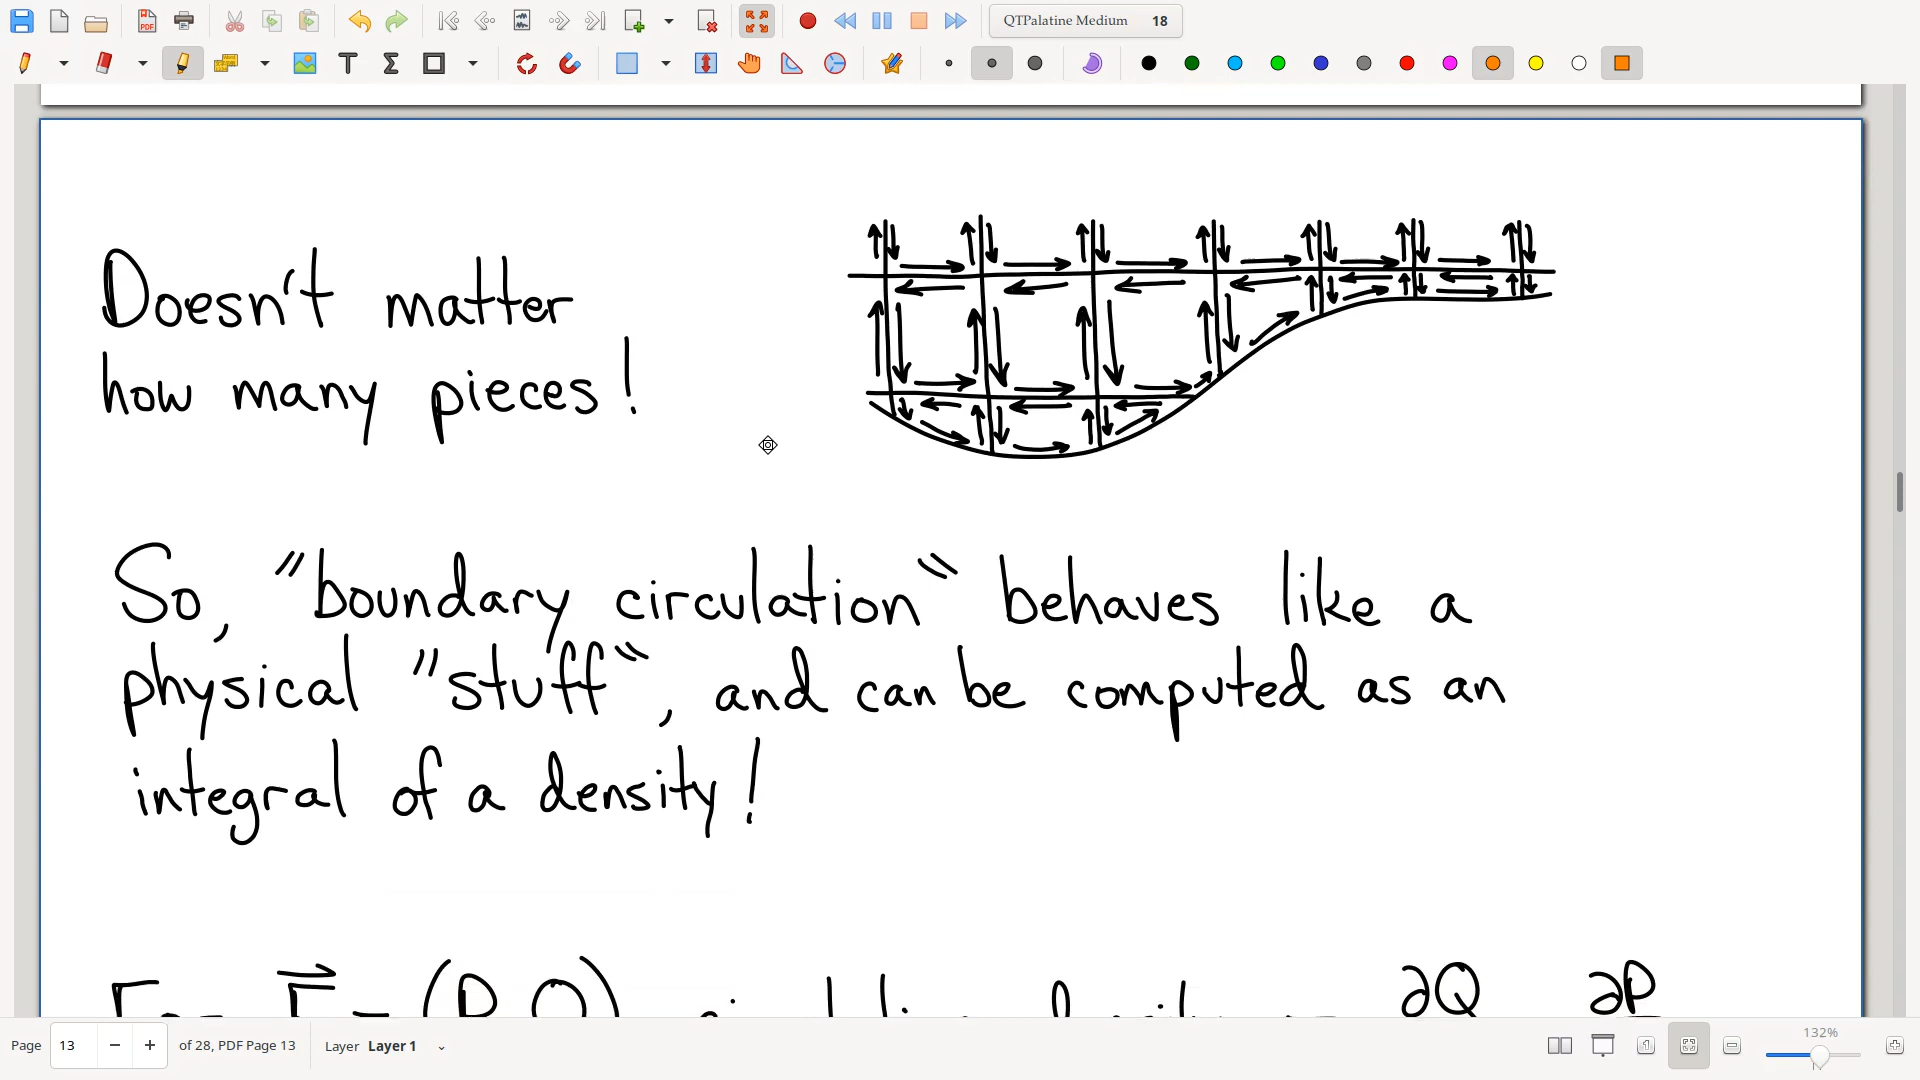 QTPalatine Medium 18
Doesn't matter
how many pieces!
So, "boundary circulation" behaves like a
physical "stuff", and can be computed as an
integral of a density!
∂Q ∂P
Page 13 of 28, PDF Page 13 Layer Layer 1 132%